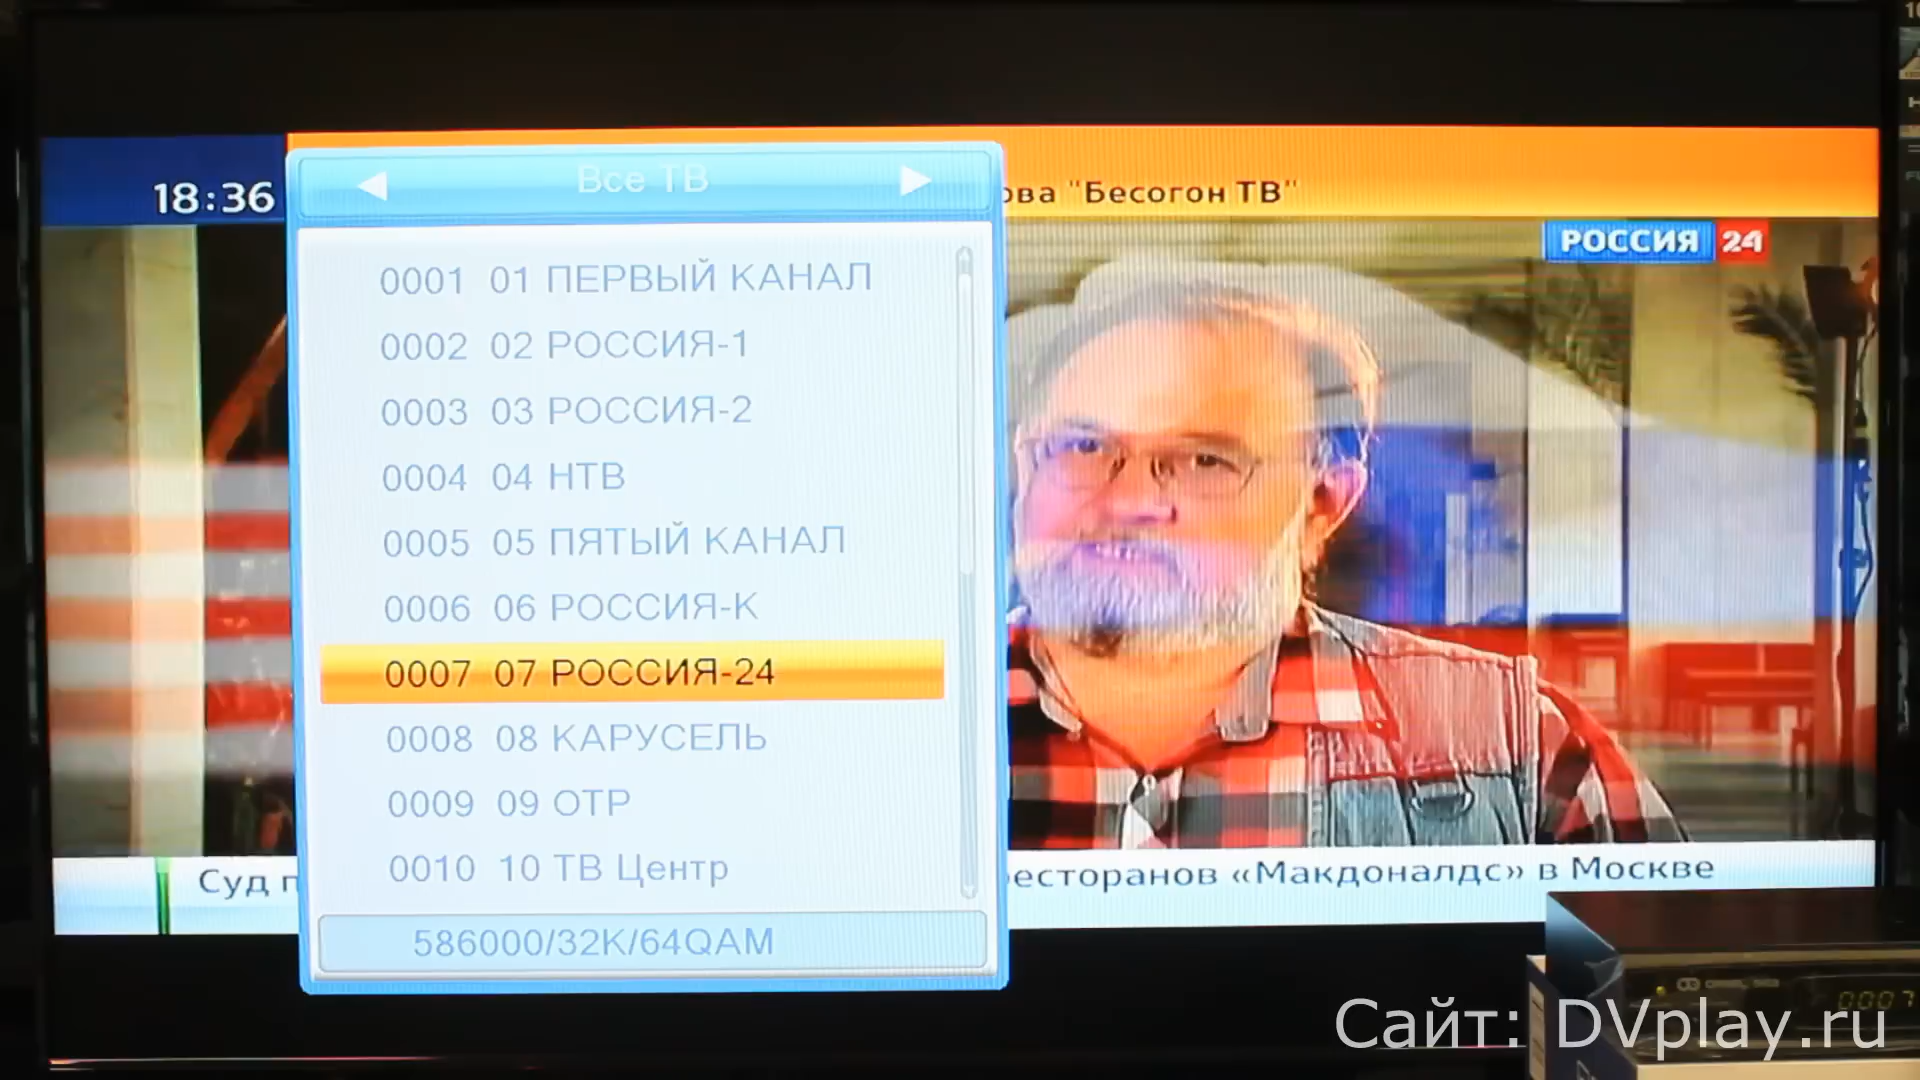 18:36
ова "Бесогон ТВ"
РОССИЯ 24
Все ТВ
0001 01 ПЕРВЫЙ КАНАЛ
0002 02 РОССИЯ-1
0003 03 РОССИЯ-2
0004 04 НТВ
0005 05 ПЯТЫЙ КАНАЛ
0006 06 РОССИЯ-К
0007 07 РОССИЯ-24
0008 08 КАРУСЕЛЬ
0009 09 ОТР
0010 10 ТВ Центр
586000/32K/64QAM
Суд п
есторанов «Макдоналдс» в Москве
0007
Сайт: DVplay.ru